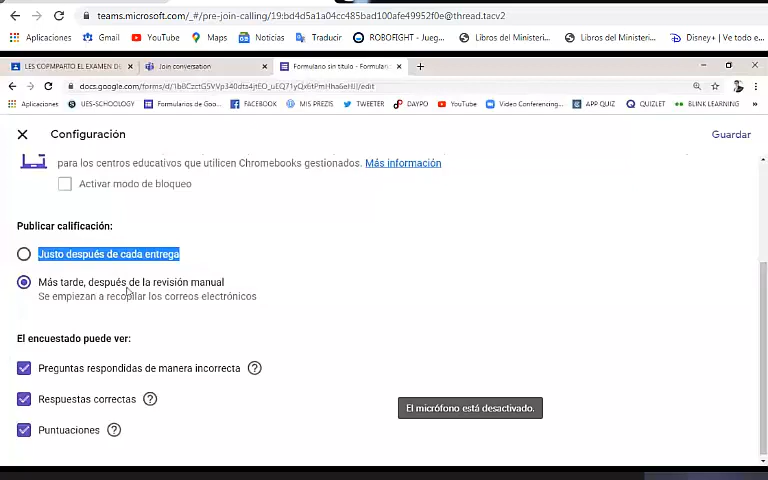 teams.microsoft.com/_#/pre-join-calling/19:bd4d5a1a04cc485bad100afe49952f0e@thread.tacv2
Aplicaciones Gmail YouTube Maps Noticias Traducir ROBOFIGHT - Jueg... Libros del Ministeri... Libros del Ministeri... Disney+ | Ve todo e...
LES COPMPARTO EL EXAMEN DI Join conversation Formulario sin título - Formulari
Aplicaciones UES-SCHOOLOGY Formularios de Goo... FACEBOOK MIS PREZIS TWEETER DAYPO YouTube Video Conferencing... APP QUIZ QUIZLET BLINK LEARNING
Configuración Guardar
para los centros educativos que utilicen Chromebooks gestionados. Más información
Activar modo de bloqueo
Publicar calificación:
Justo después de cada entrega
Más tarde, después de la revisión manual
Se empiezan a recopilar los correos electrónicos
El encuestado puede ver:
Preguntas respondidas de manera incorrecta
Respuestas correctas
El micrófono está desactivado.
Puntuaciones